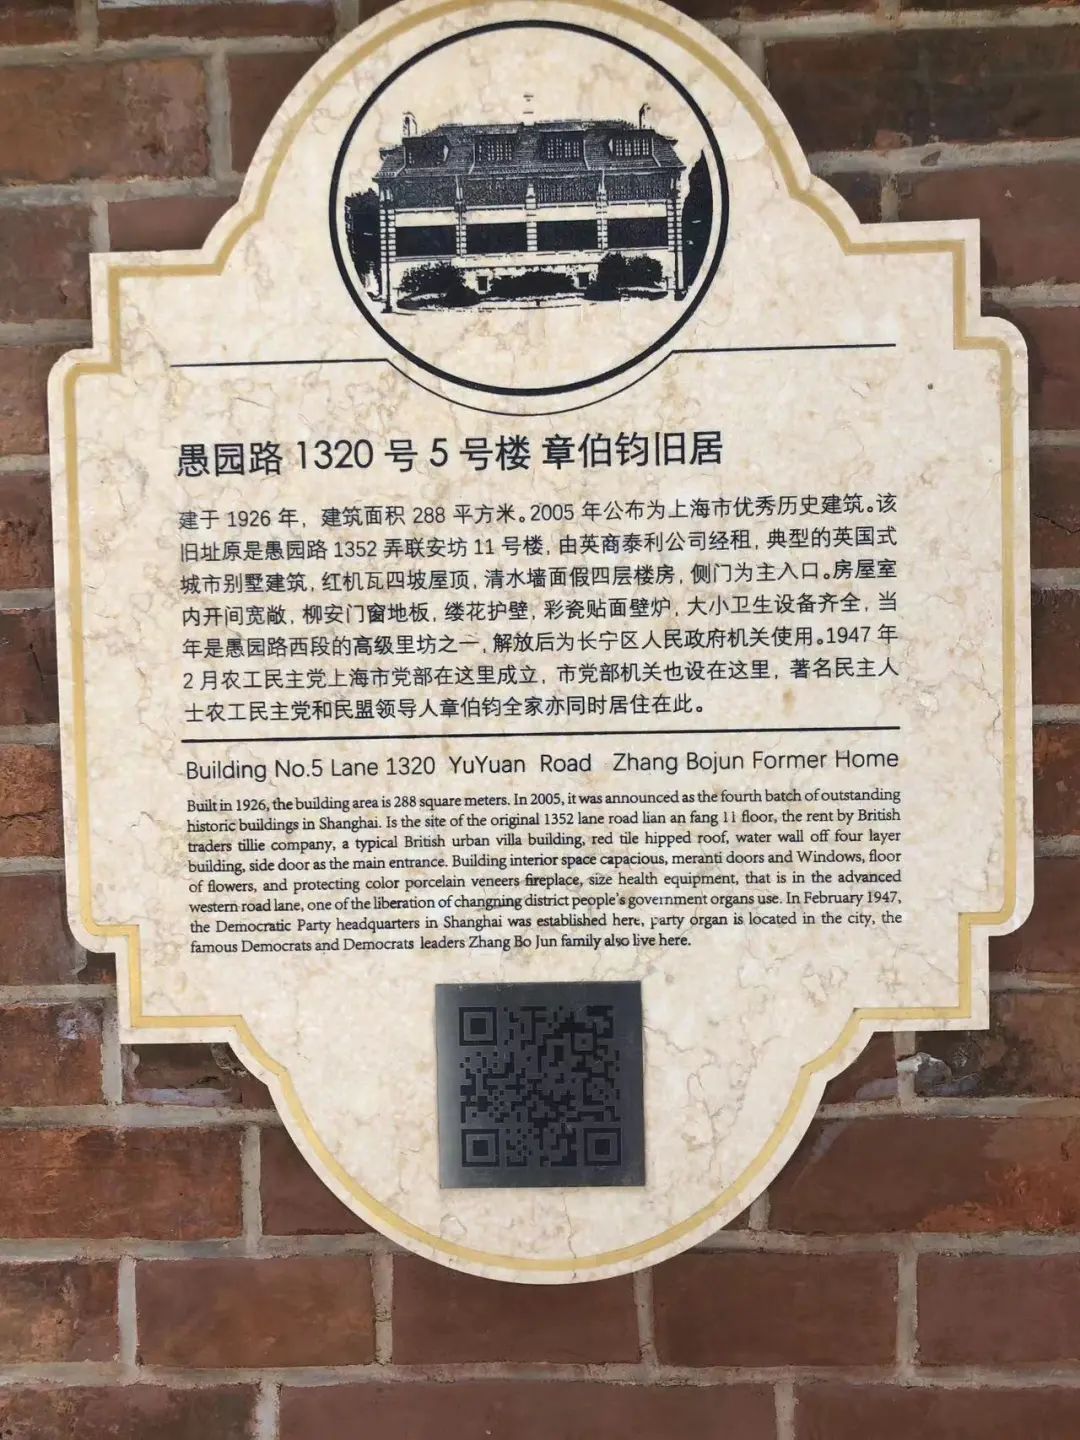 愚园路 1320 号 5 号楼 章伯钧旧居
建于 1926 年，建筑面积 288 平方米。2005 年公布为上海市优秀历史建筑。该
旧址原是愚园路 1352 弄联安坊 11 号楼，由英商泰利公司经租，典型的英国式
城市别墅建筑，红机瓦四坡屋顶，清水墙面假四层楼房，侧门为主入口。房屋室
内开间宽敞，柳安门窗地板，缕花护壁，彩瓷贴面壁炉，大小卫生设备齐全，当
年是愚园路西段的高级里坊之一，解放后为长宁区人民政府机关使用。1947 年
2 月农工民主党上海市党部在这里成立，市党部机关也设在这里，著名民主人
士农工民主党和民盟领导人章伯钧全家亦同时居住在此。
Building No.5 Lane 1320 YuYuan Road Zhang Bojun Former Home
Built in 1926, the building area is 288 square meters. In 2005, it was announced as the fourth batch of outstanding
historic buildings in Shanghai. Is the site of the original 1352 lane road lian an fang 11 floor, the rent by British
traders tillie company, a typical British urban villa building, red tile hipped roof, water wall off four layer
building, side door as the main entrance. Building interior space capacious, meranti doors and Windows, floor
of flowers, and protecting color porcelain veneers fireplace, size health equipment, that is in the advanced
western road lane, one of the liberation of changning district people's government organs use. In February 1947,
the Democratic Party headquarters in Shanghai was established here, party organ is located in the city, the
famous Democrats and Democrats leaders Zhang Bo Jun family also live here.